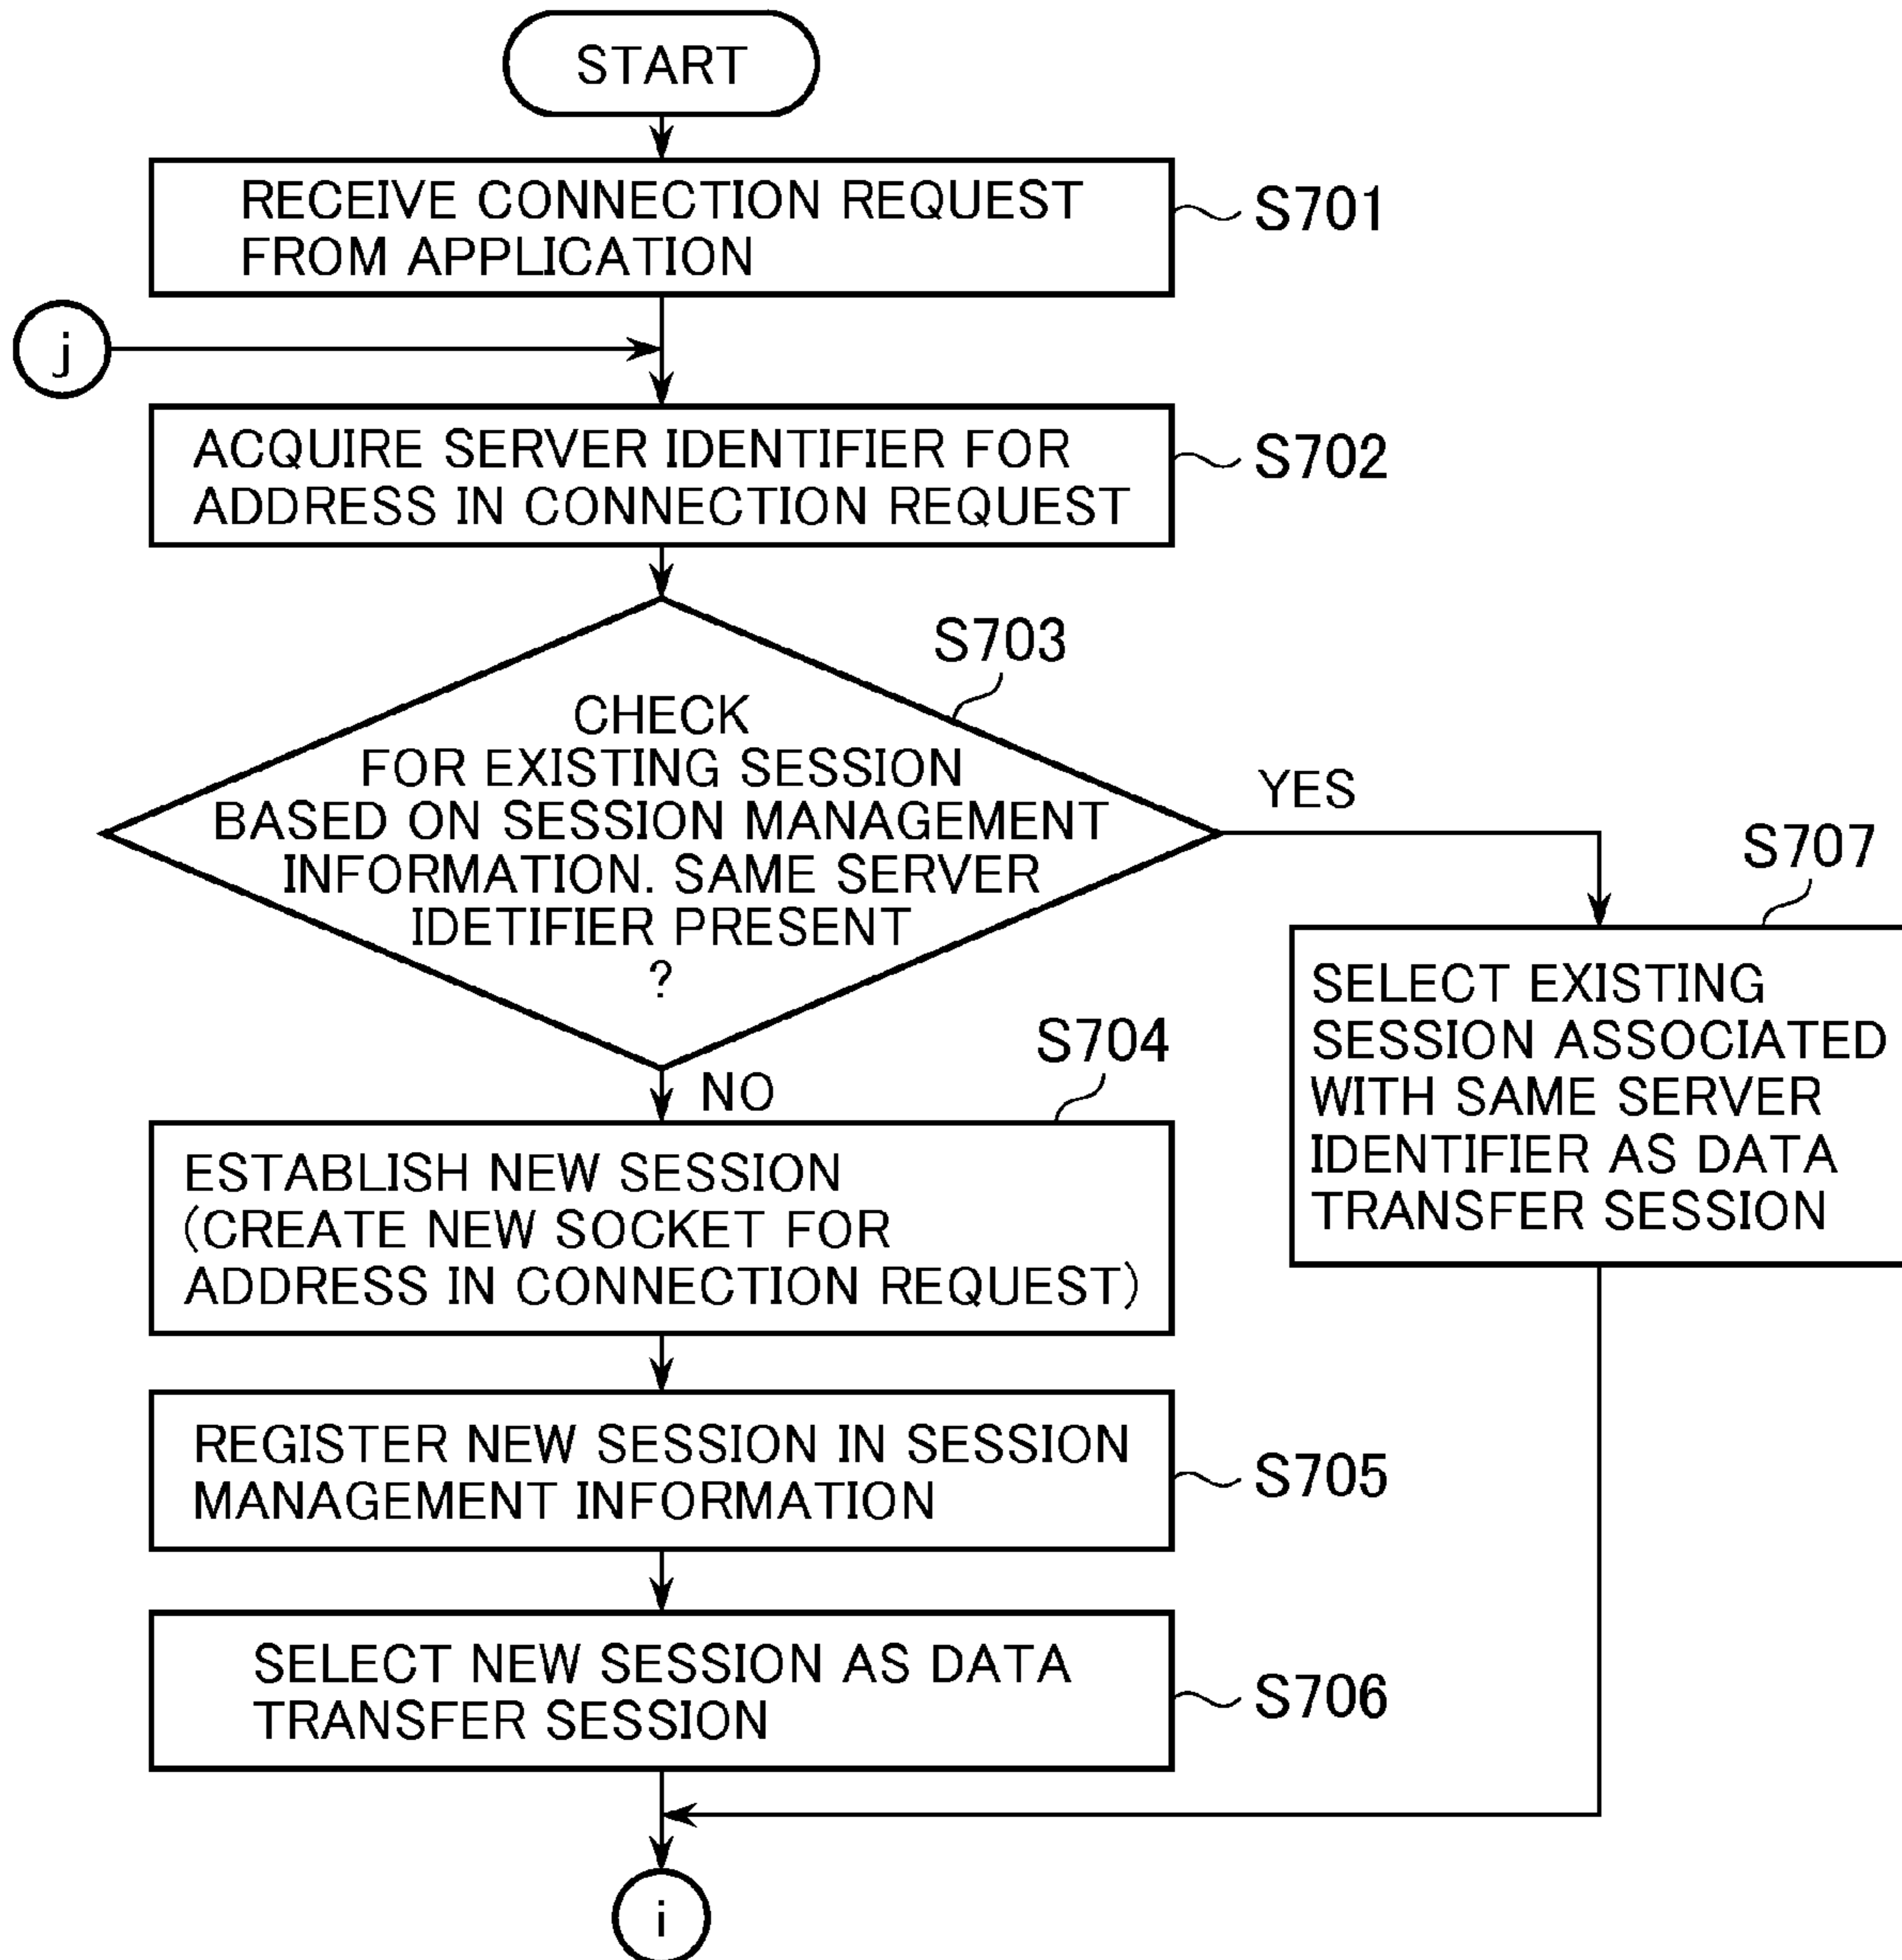 START
RECEIVE CONNECTION REQUEST
FROM APPLICATION
S701
j
ACQUIRE SERVER IDENTIFIER FOR
ADDRESS IN CONNECTION REQUEST
S702
S703
CHECK
FOR EXISTING SESSION
BASED ON SESSION MANAGEMENT
INFORMATION. SAME SERVER
IDETIFIER PRESENT
?
YES
NO
S707
SELECT EXISTING
SESSION ASSOCIATED
WITH SAME SERVER
IDENTIFIER AS DATA
TRANSFER SESSION
S704
ESTABLISH NEW SESSION
(CREATE NEW SOCKET FOR
ADDRESS IN CONNECTION REQUEST)
REGISTER NEW SESSION IN SESSION
MANAGEMENT INFORMATION
S705
SELECT NEW SESSION AS DATA
TRANSFER SESSION
S706
i